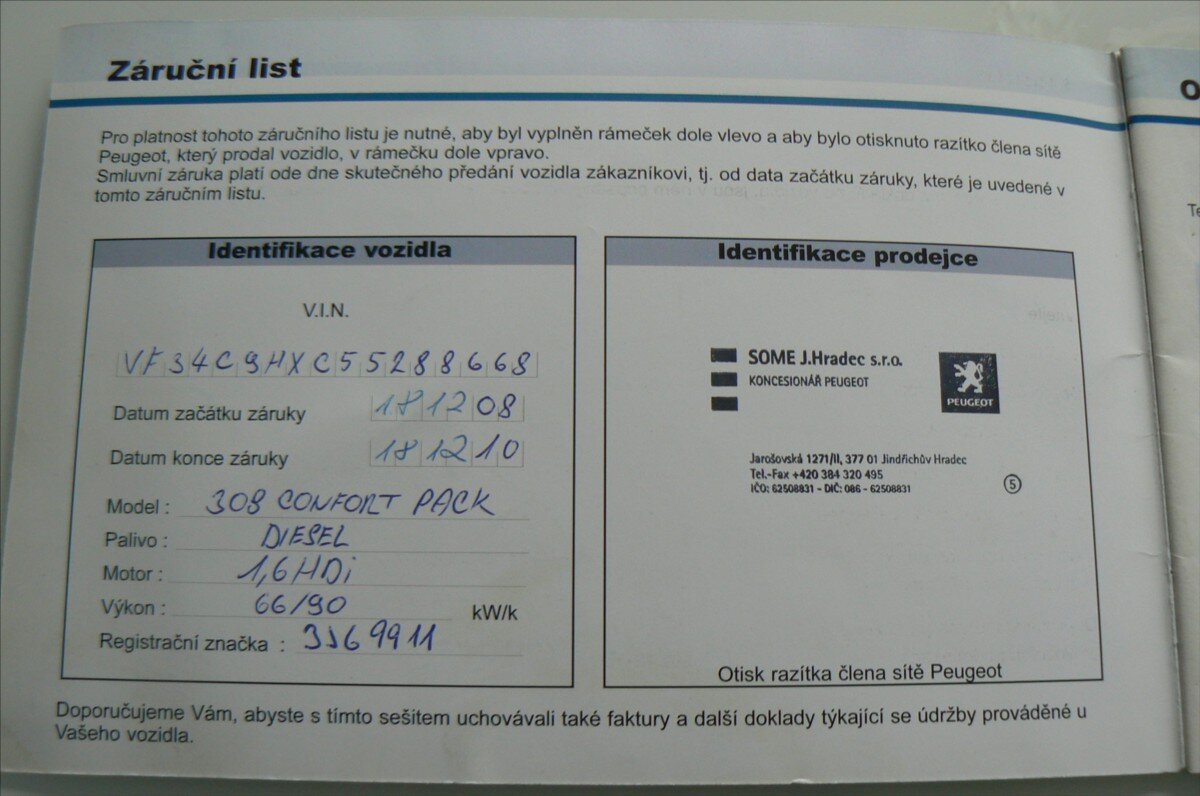 Záruční list
Pro platnost tohoto záručního listu je nutné, aby byl vyplněn rámeček dole vlevo a aby bylo otisknuto razítko člena sítě
Peugeot, který prodal vozidlo, v rámečku dole vpravo.
Smluvní záruka platí ode dne skutečného předání vozidla zákazníkovi, tj. od data začátku záruky, které je uvedené v
tomto záručním listu.
Identifikace vozidla
V.I.N.
VF34C9HXC55288668
Datum začátku záruky 181208
Datum konce záruky 181210
Model : 308 CONFORT PACK
Palivo : DIESEL
Motor : 1,6 HDi
Výkon : 66/90 kW/k
Registrační značka : 3J69911
Identifikace prodejce
SOME J.Hradec s.r.o.
KONCESIONÁŘ PEUGEOT
PEUGEOT
Jarošovská 1271/II, 377 01 Jindřichův Hradec
Tel.-Fax +420 384 320 495
IČO: 62508831 - DIČ: 086 - 62508831
5
Otisk razítka člena sítě Peugeot
Doporučujeme Vám, abyste s tímto sešitem uchovávali také faktury a další doklady týkající se údržby prováděné u
Vašeho vozidla.